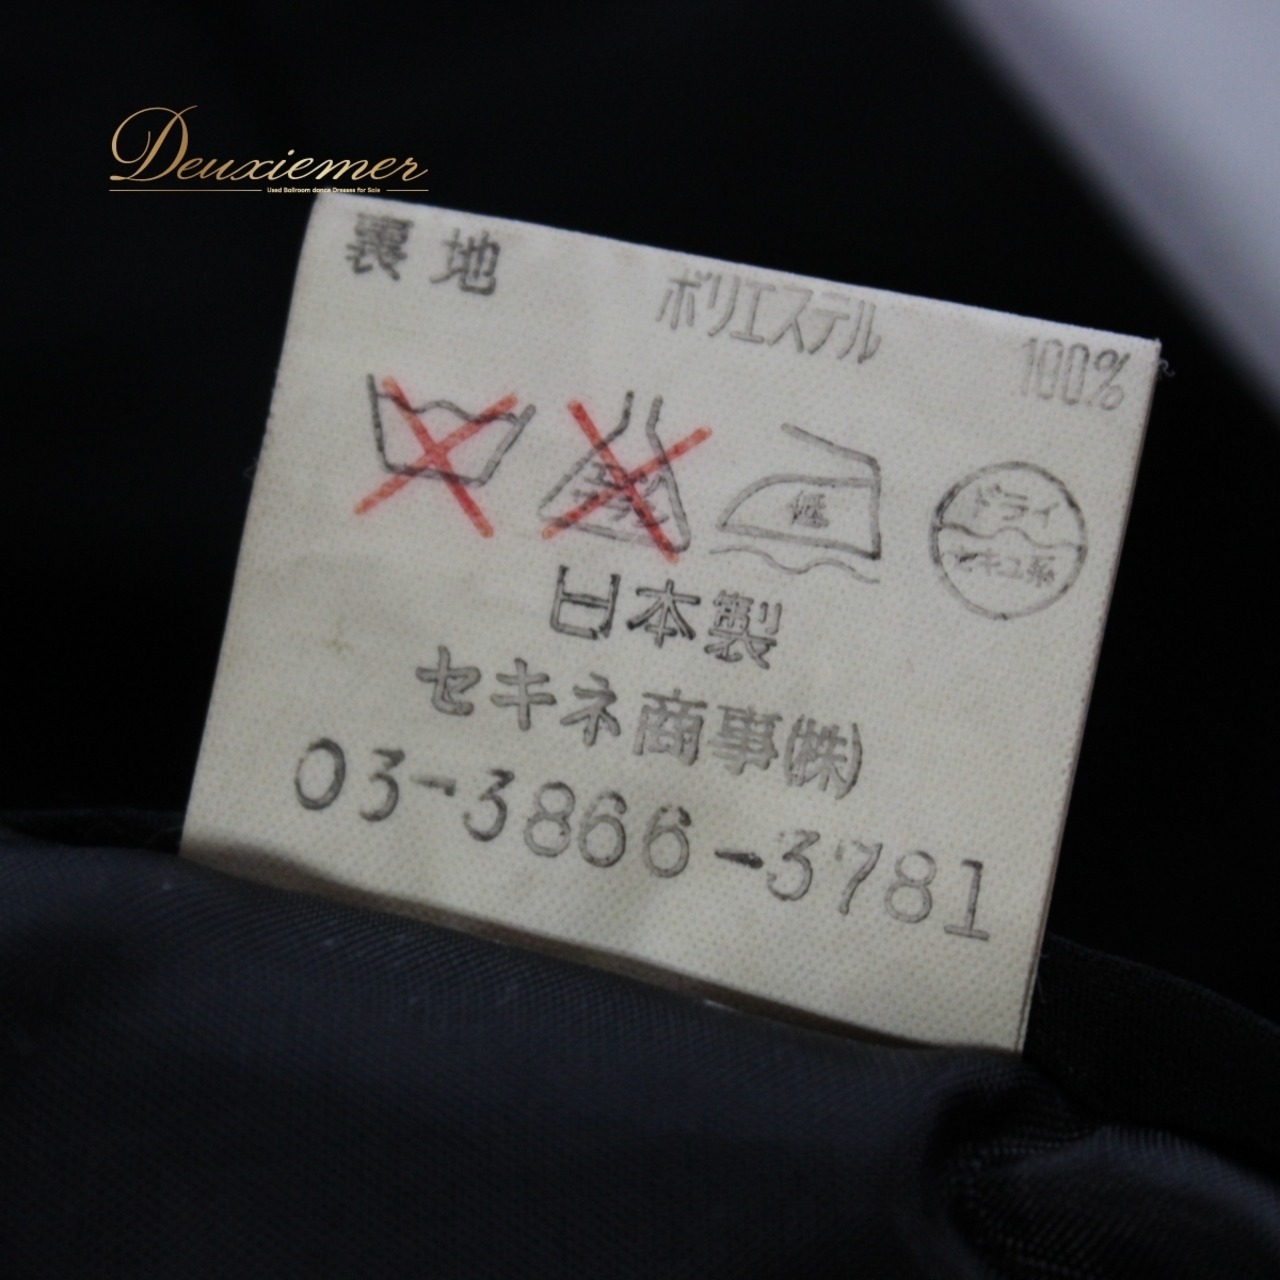 Deuxiemer
Used Ballroom dance Dresses for Sale
裏地 ポリエステル 100%
低
ドライ
セキユ系
日本製
セキネ商事(株)
03-3866-3781